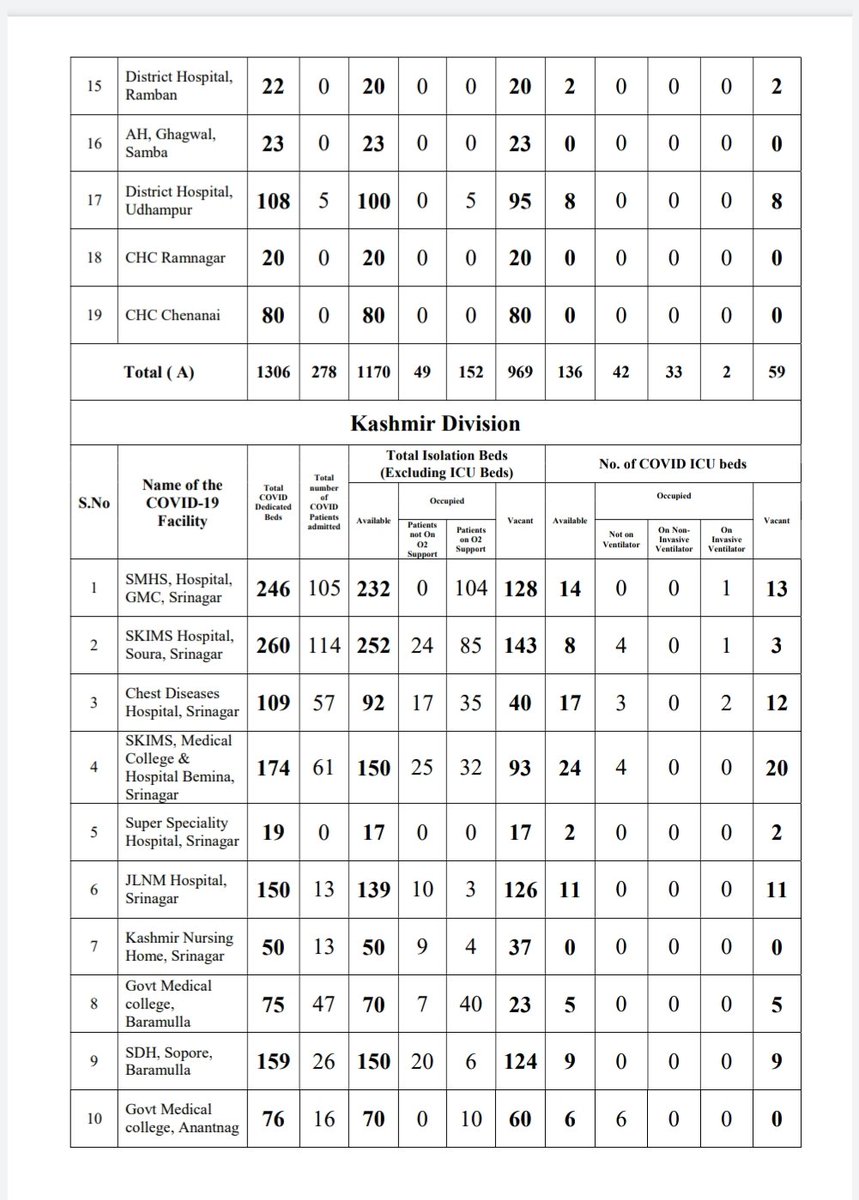 15 District Hospital, Ramban 22 0 20 0 0 20 2 0 0 0 2
16 AH, Ghagwal, Samba 23 0 23 0 0 23 0 0 0 0 0
17 District Hospital, Udhampur 108 5 100 0 5 95 8 0 0 0 8
18 CHC Ramnagar 20 0 20 0 0 20 0 0 0 0 0
19 CHC Chenanai 80 0 80 0 0 80 0 0 0 0 0
Total ( A) 1306 278 1170 49 152 969 136 42 33 2 59
Kashmir Division
S.No
Name of the COVID-19 Facility
Total COVID Dedicated Beds
Total number of COVID Patients admitted
Total Isolation Beds (Excluding ICU Beds)
Available
Occupied
Patients not On O2 Support
Patients on O2 Support
Vacant
No. of COVID ICU beds
Available
Occupied
Not on Ventilator
On Non-Invasive Ventilator
On Invasive Ventilator
Vacant
1 SMHS, Hospital, GMC, Srinagar 246 105 232 0 104 128 14 0 0 1 13
2 SKIMS Hospital, Soura, Srinagar 260 114 252 24 85 143 8 4 0 1 3
3 Chest Diseases Hospital, Srinagar 109 57 92 17 35 40 17 3 0 2 12
4 SKIMS, Medical College & Hospital Bemina, Srinagar 174 61 150 25 32 93 24 4 0 0 20
5 Super Speciality Hospital, Srinagar 19 0 17 0 0 17 2 0 0 0 2
6 JLNM Hospital, Srinagar 150 13 139 10 3 126 11 0 0 0 11
7 Kashmir Nursing Home, Srinagar 50 13 50 9 4 37 0 0 0 0 0
8 Govt Medical college, Baramulla 75 47 70 7 40 23 5 0 0 0 5
9 SDH, Sopore, Baramulla 159 26 150 20 6 124 9 0 0 0 9
10 Govt Medical college, Anantnag 76 16 70 0 10 60 6 6 0 0 0